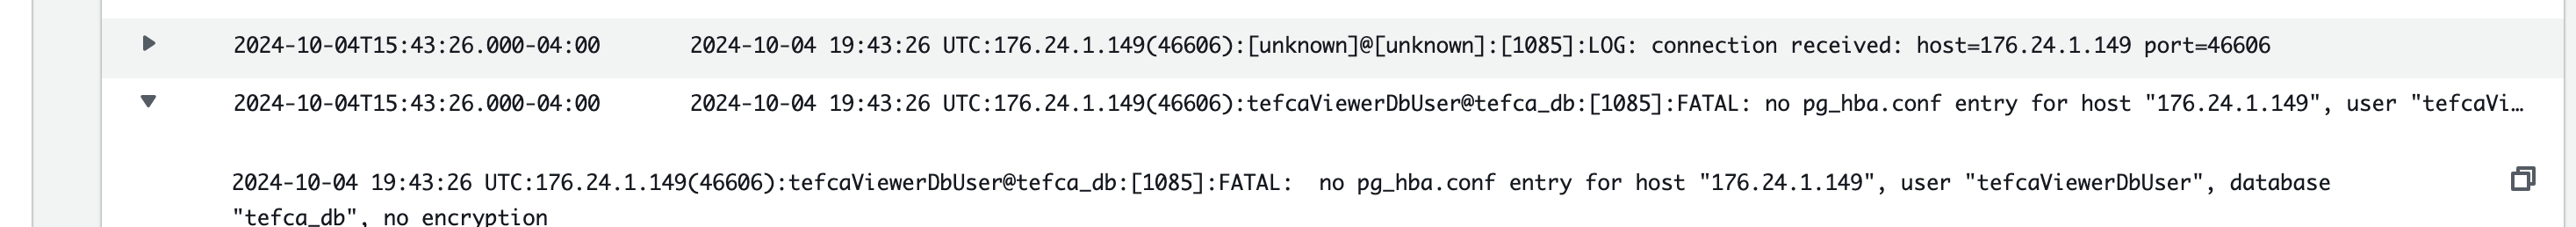 2024-10-04T15:43:26.000-04:00 2024-10-04 19:43:26 UTC:176.24.1.149(46606):[unknown]@[unknown]:[1085]:LOG: connection received: host=176.24.1.149 port=46606
2024-10-04T15:43:26.000-04:00 2024-10-04 19:43:26 UTC:176.24.1.149(46606):tefcaViewerDbUser@tefca_db:[1085]:FATAL: no pg_hba.conf entry for host "176.24.1.149", user "tefcaVi…
2024-10-04 19:43:26 UTC:176.24.1.149(46606):tefcaViewerDbUser@tefca_db:[1085]:FATAL:  no pg_hba.conf entry for host "176.24.1.149", user "tefcaViewerDbUser", database
"tefca_db", no encryption